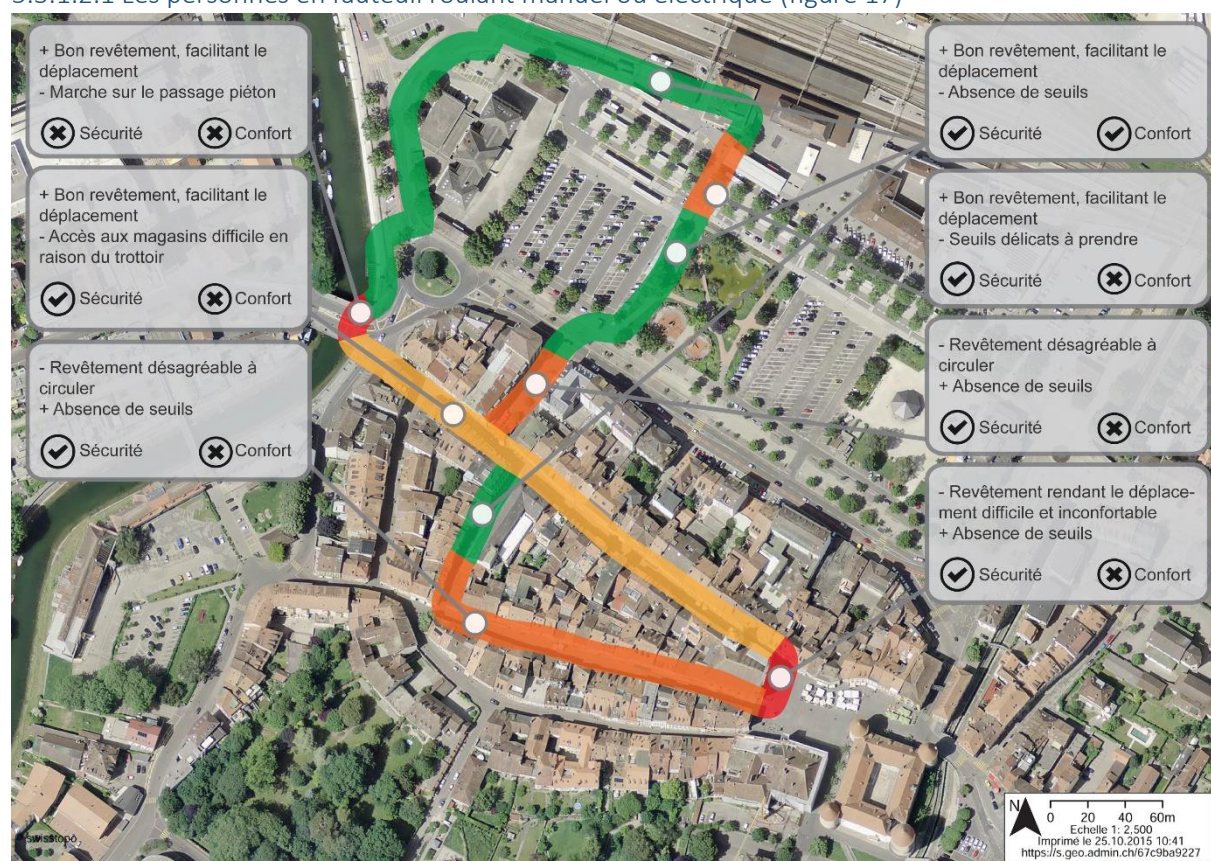 5.5.1.2.1 Les personnes en fauteuil roulant manuel ou électrique (figure 17)
+ Bon revêtement, facilitant le
déplacement
- Marche sur le passage piéton
Sécurité Confort
+ Bon revêtement, facilitant le
déplacement
- Accès aux magasins difficile en
raison du trottoir
Sécurité Confort
- Revêtement désagréable à
circuler
+ Absence de seuils
Sécurité Confort
+ Bon revêtement, facilitant le
déplacement
- Absence de seuils
Sécurité Confort
+ Bon revêtement, facilitant le
déplacement
- Seuils délicats à prendre
Sécurité Confort
- Revêtement désagréable à
circuler
+ Absence de seuils
Sécurité Confort
- Revêtement rendant le déplace-
ment difficile et inconfortable
+ Absence de seuils
Sécurité Confort
swisstopo
N
0 20 40 60m
Echelle 1: 2,500
Imprimé le 25.10.2015 10:41
https://s.geo.admin.ch/67c9ba9227